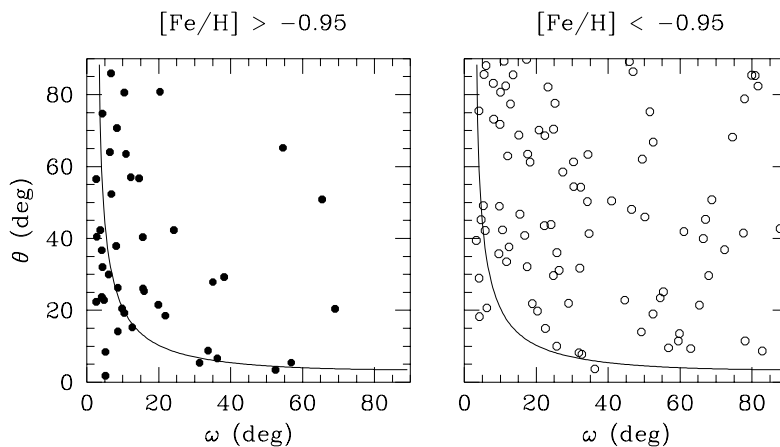 [Fe/H] > −0.95
[Fe/H] < −0.95
θ (deg)
80
60
40
20
0
0 20 40 60 80
0 20 40 60 80
ω (deg)
ω (deg)